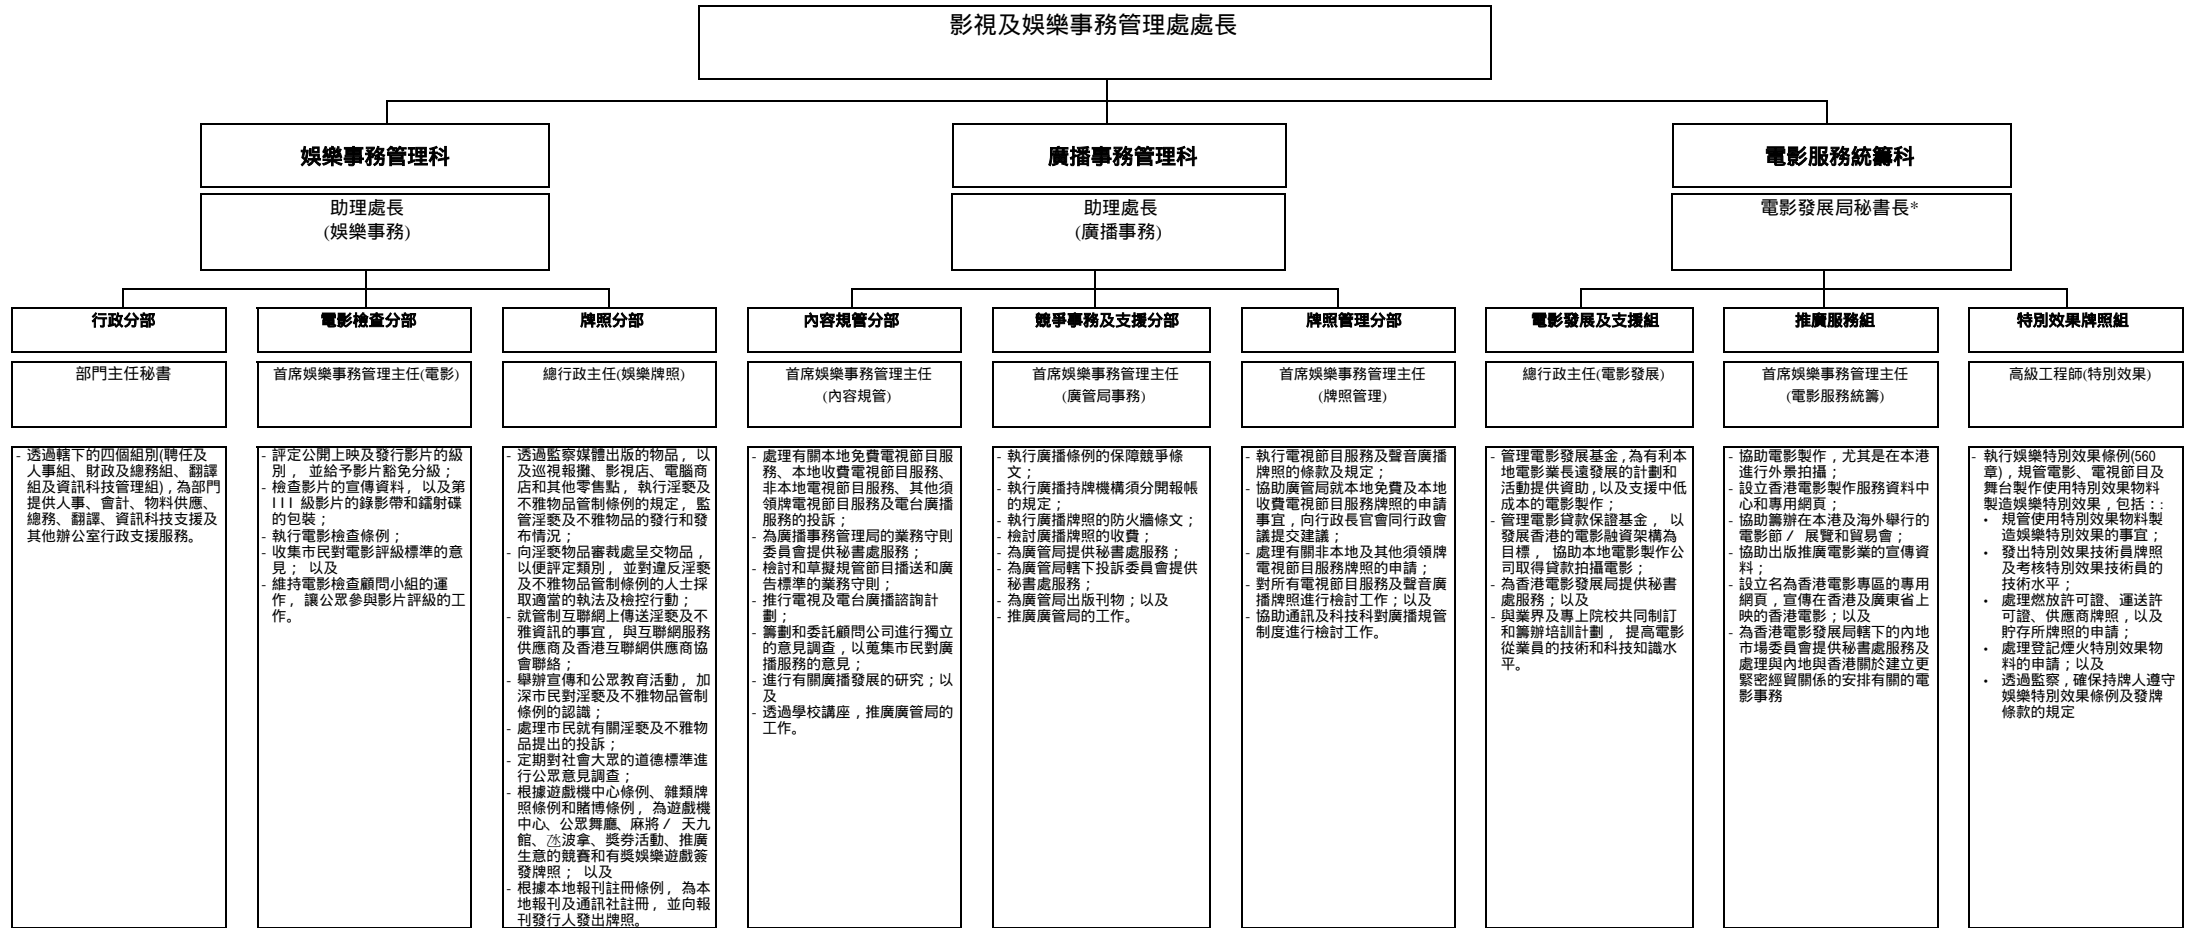 影視及娛樂事務管理處處長
娛樂事務管理科
助理處長
(娛樂事務)
廣播事務管理科
助理處長
(廣播事務)
電影服務統籌科
電影發展局秘書長*
行政分部
部門主任秘書
- 透過轄下的四個組別(聘任及
人事組、財政及總務組、翻譯
組及資訊科技管理組)，為部門
提供人事、會計、物料供應、
總務、翻譯、資訊科技支援及
其他辦公室行政支援服務。
電影檢查分部
首席娛樂事務管理主任(電影)
- 評定公開上映及發行影片的級
別，並給予影片豁免分級；
- 檢查影片的宣傳資料，以及第
III 級影片的錄影帶和鐳射碟
的包裝；
- 執行電影檢查條例；
- 收集市民對電影評級標準的意
見；以及
- 維持電影檢查顧問小組的運
作，讓公眾參與影片評級的工
作。
牌照分部
總行政主任(娛樂牌照)
- 透過監察媒體出版的物品，以
及巡視報攤、影視店、電腦商
店和其他零售點，執行淫褻及
不雅物品管制條例的規定，監
管淫褻及不雅物品的發行和發
布情況；
- 向淫褻物品審裁處呈交物品，
以便評定類別，並對違反淫褻
及不雅物品管制條例的人士採
取適當的執法及檢控行動；
- 就管制互聯網上傳送淫褻及不
雅資訊的事宜，與互聯網服務
供應商及香港互聯網供應商協
會聯絡；
- 舉辦宣傳和公眾教育活動，加
深市民對淫褻及不雅物品管制
條例的認識；
- 處理市民就有關淫褻及不雅物
品提出的投訴；
- 定期對社會大眾的道德標準進
行公眾意見調查；
- 根據遊戲機中心條例、雜類牌
照條例和賭博條例，為遊戲機
中心、公眾舞廳、麻將/ 天九
館、波拿、獎券活動、推廣
生意的競賽和有獎娛樂遊戲簽
發牌照； 以及
- 根據本地報刊註冊條例，為本
地報刊及通訊社註冊，並向報
刊發行人發出牌照。
內容規管分部
首席娛樂事務管理主任
(內容規管)
- 處理有關本地免費電視節目服
務、本地收費電視節目服務、
非本地電視節目服務、其他須
領牌電視節目服務及電台廣播
服務的投訴；
- 為廣播事務管理局的業務守則
委員會提供秘書處服務；
- 檢討和草擬規管節目播送和廣
告標準的業務守則；
- 推行電視及電台廣播諮詢計
劃；
- 籌劃和委託顧問公司進行獨立
的意見調查，以蒐集市民對廣
播服務的意見；
- 進行有關廣播發展的研究；以
及
- 透過學校講座，推廣廣管局的
工作。
競爭事務及支援分部
首席娛樂事務管理主任
(廣管局事務)
- 執行廣播條例的保障競爭條
文；
- 執行廣播持牌機構須分開報帳
的規定；
- 執行廣播牌照的防火牆條文；
- 檢討廣播牌照的收費；
- 為廣管局提供秘書處服務；
- 為廣管局轄下投訴委員會提供
秘書處服務；
- 為廣管局出版刊物；以及
- 推廣廣管局的工作。
牌照管理分部
首席娛樂事務管理主任
(牌照管理)
- 執行電視節目服務及聲音廣播
牌照的條款及規定；
- 協助廣管局就本地免費及本地
收費電視節目服務牌照的申請
事宜，向行政長官會同行政會
議提交建議；
- 處理有關非本地及其他須領牌
電視節目服務牌照的申請；
- 對所有電視節目服務及聲音廣
播牌照進行檢討工作；以及
- 協助通訊及科技科對廣播規管
制度進行檢討工作。
電影發展及支援組
總行政主任(電影發展)
- 管理電影發展基金，為有利本
地電影業長遠發展的計劃和
活動提供資助，以及支援中低
成本的電影製作；
- 管理電影貸款保證基金， 以
發展香港的電影融資架構為
目標， 協助本地電影製作公
司取得貸款拍攝電影；
- 為香港電影發展局提供秘書
處服務；以及
- 與業界及專上院校共同制訂
和籌辦培訓計劃， 提高電影
從業員的技術和科技知識水
平。
推廣服務組
首席娛樂事務管理主任
(電影服務統籌)
- 協助電影製作，尤其是在本港
進行外景拍攝；
- 設立香港電影製作服務資料中
心和專用網頁；
- 協助籌辦在本港及海外舉行的
電影節/ 展覽和貿易會；
- 協助出版推廣電影業的宣傳資
料；
- 設立名為香港電影專區的專用
網頁，宣傳在香港及廣東省上
映的香港電影；以及
- 為香港電影發展局轄下的內地
市場委員會提供秘書處服務及
處理與內地與香港關於建立更
緊密經貿關係的安排有關的電
影事務
特別效果牌照組
高級工程師(特別效果)
- 執行娛樂特別效果條例(560
章)，規管電影、電視節目及
舞台製作使用特別效果物料
製造娛樂特別效果，包括：:
• 規管使用特別效果物料製
造娛樂特別效果的事宜；
• 發出特別效果技術員牌照
及考核特別效果技術員的
技術水平；
• 處理燃放許可證、運送許
可證、供應商牌照，以及
貯存所牌照的申請；
• 處理登記煙火特別效果物
料的申請；以及
• 透過監察，確保持牌人遵守
娛樂特別效果條例及發牌
條款的規定